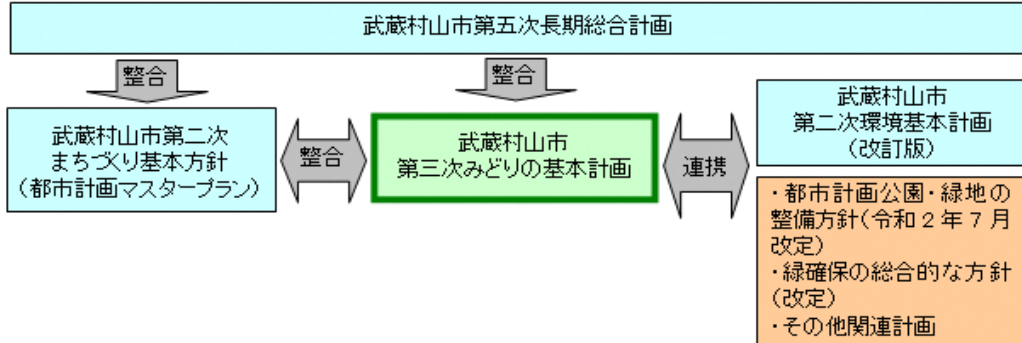 武蔵村山市第五次長期総合計画
整合
整合
武蔵村山市第二次
まちづくり基本方針
（都市計画マスタープラン）
整合
武蔵村山市
第三次みどりの基本計画
連携
武蔵村山市
第二次環境基本計画
（改訂版）
・都市計画公園・緑地の
整備方針（令和２年７月
改定）
・緑確保の総合的な方針
（改定）
・その他関連計画